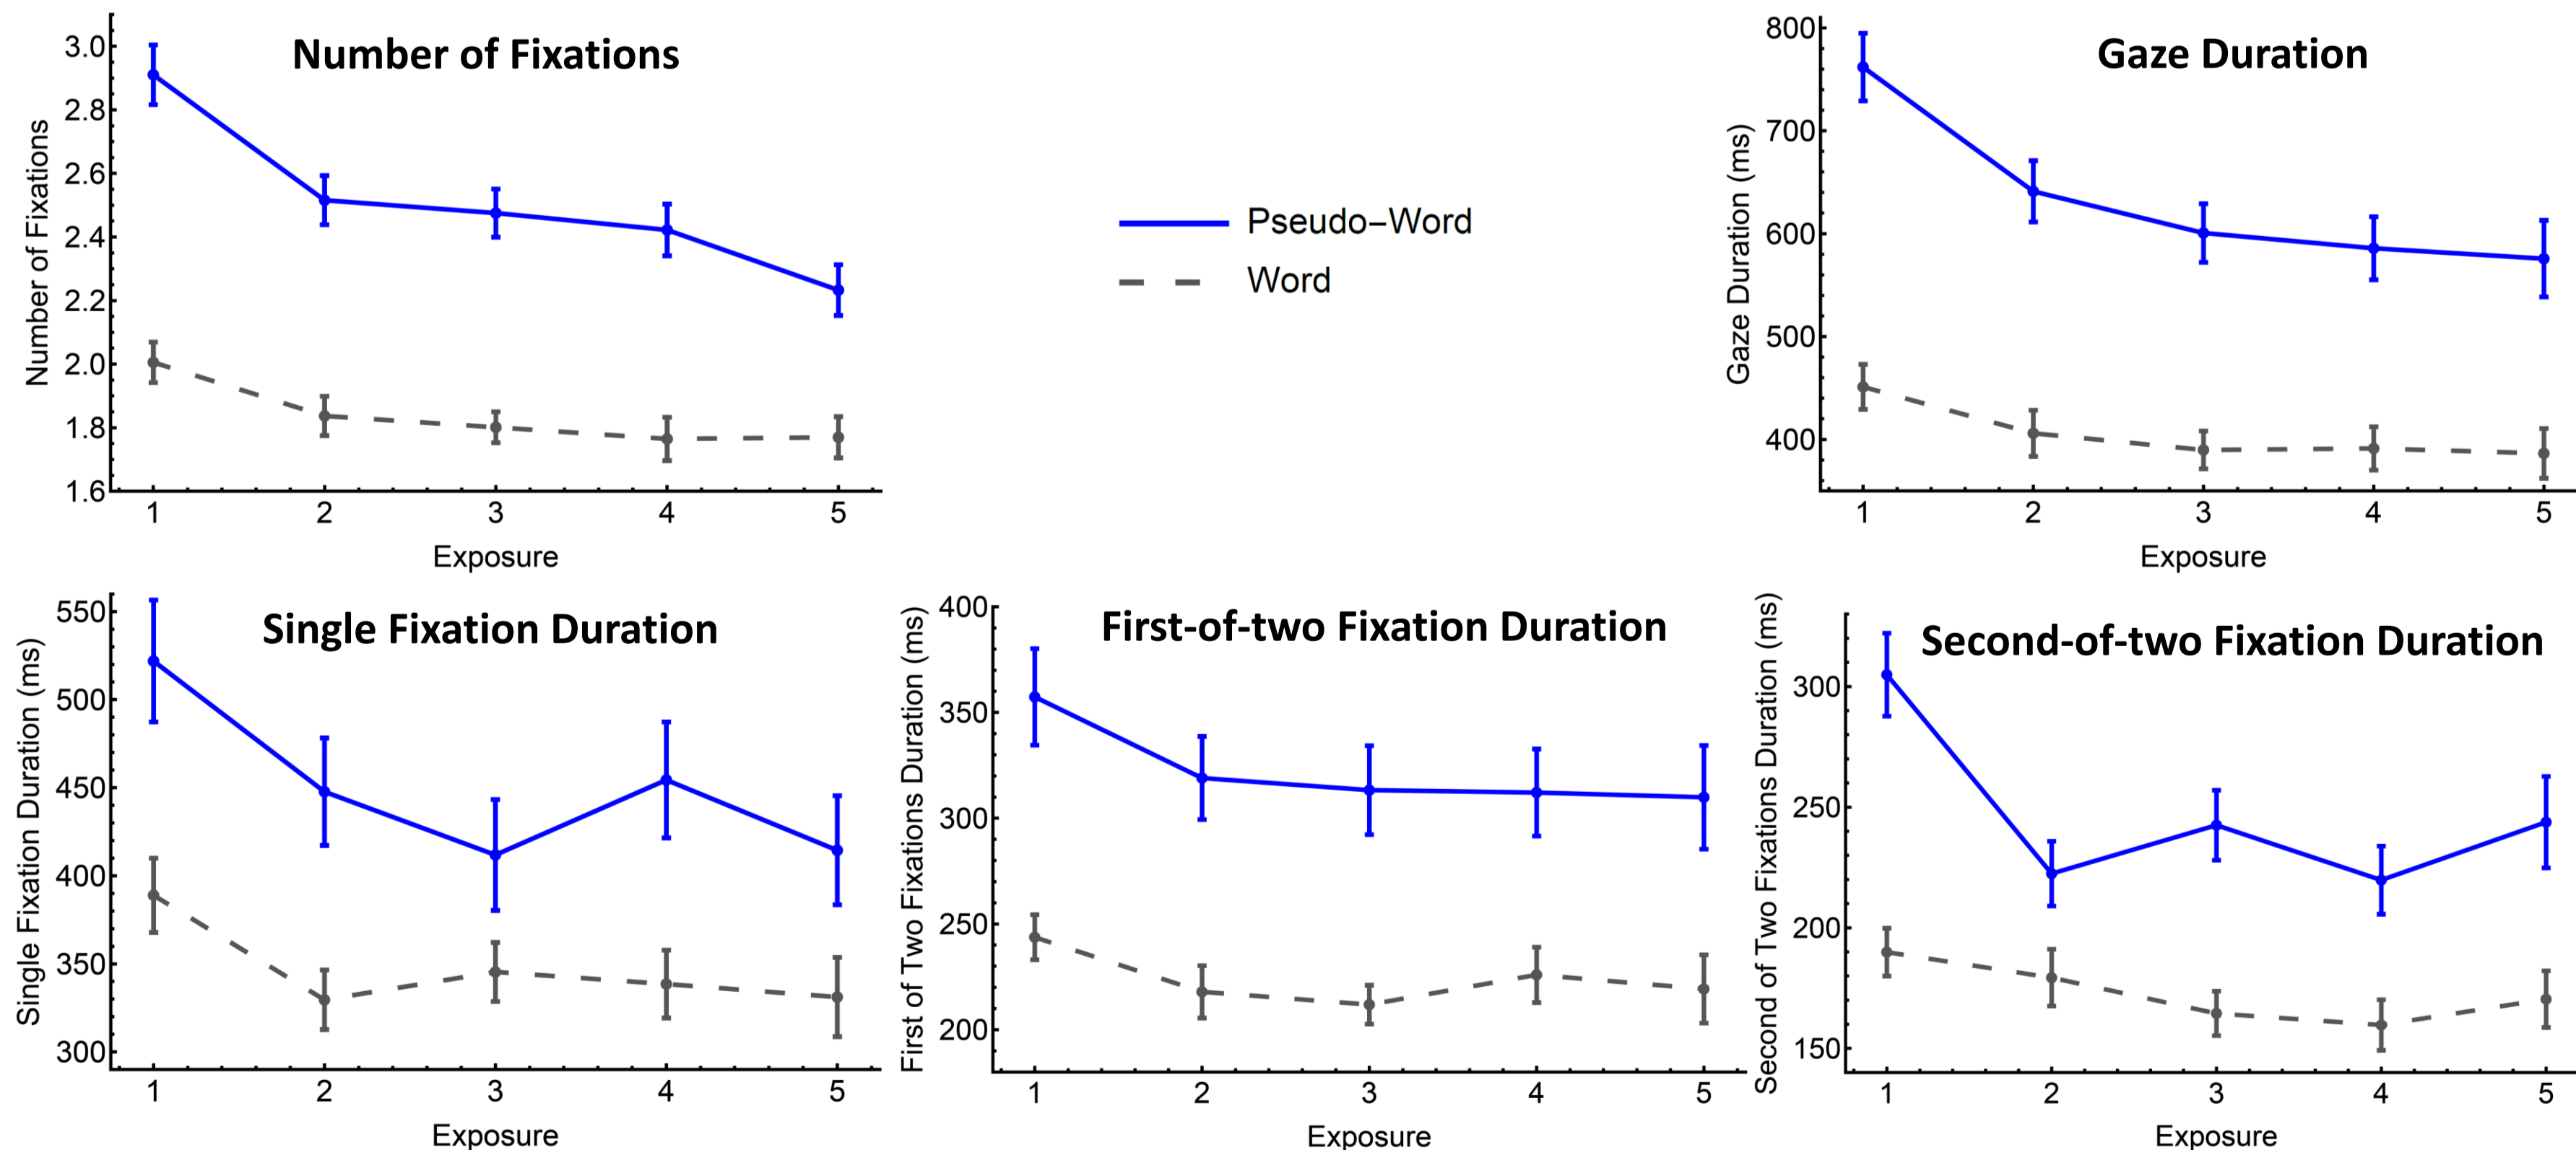 Number of Fixations
Number of Fixations
3.0
2.8
2.6
2.4
2.2
2.0
1.8
1.6
1 2 3 4 5
Exposure
Pseudo–Word
Word
Gaze Duration
Gaze Duration (ms)
800
700
600
500
400
1 2 3 4 5
Exposure
Single Fixation Duration
Single Fixation Duration (ms)
550
500
450
400
350
300
1 2 3 4 5
Exposure
First-of-two Fixation Duration
First of Two Fixations Duration (ms)
400
350
300
250
200
1 2 3 4 5
Exposure
Second-of-two Fixation Duration
Second of Two Fixations Duration (ms)
300
250
200
150
1 2 3 4 5
Exposure